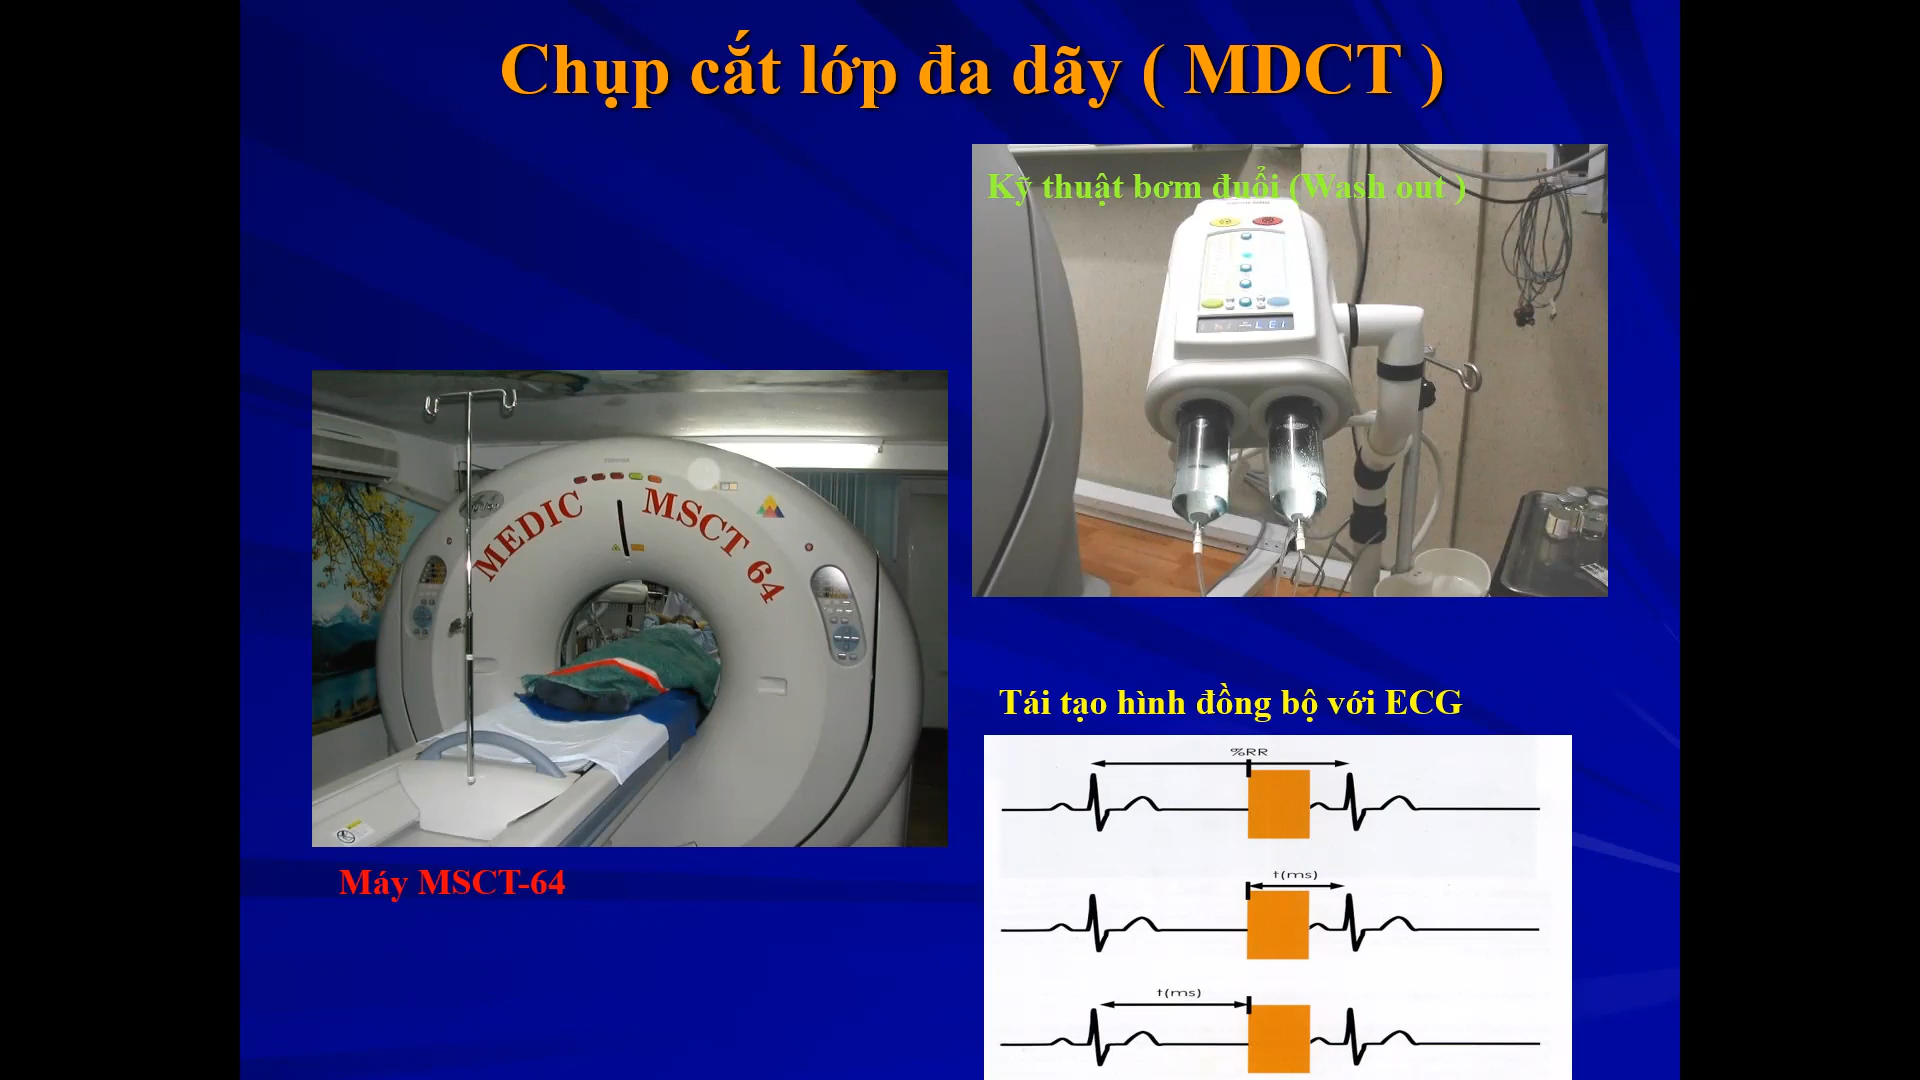 Chụp cắt lớp đa dãy ( MDCT )
Kỹ thuật bơm đuổi (Wash out )
TOSHIBA
MEDIC MSCT 64
Máy MSCT-64
Tái tạo hình đồng bộ với ECG
%RR
t(ms)
t(ms)